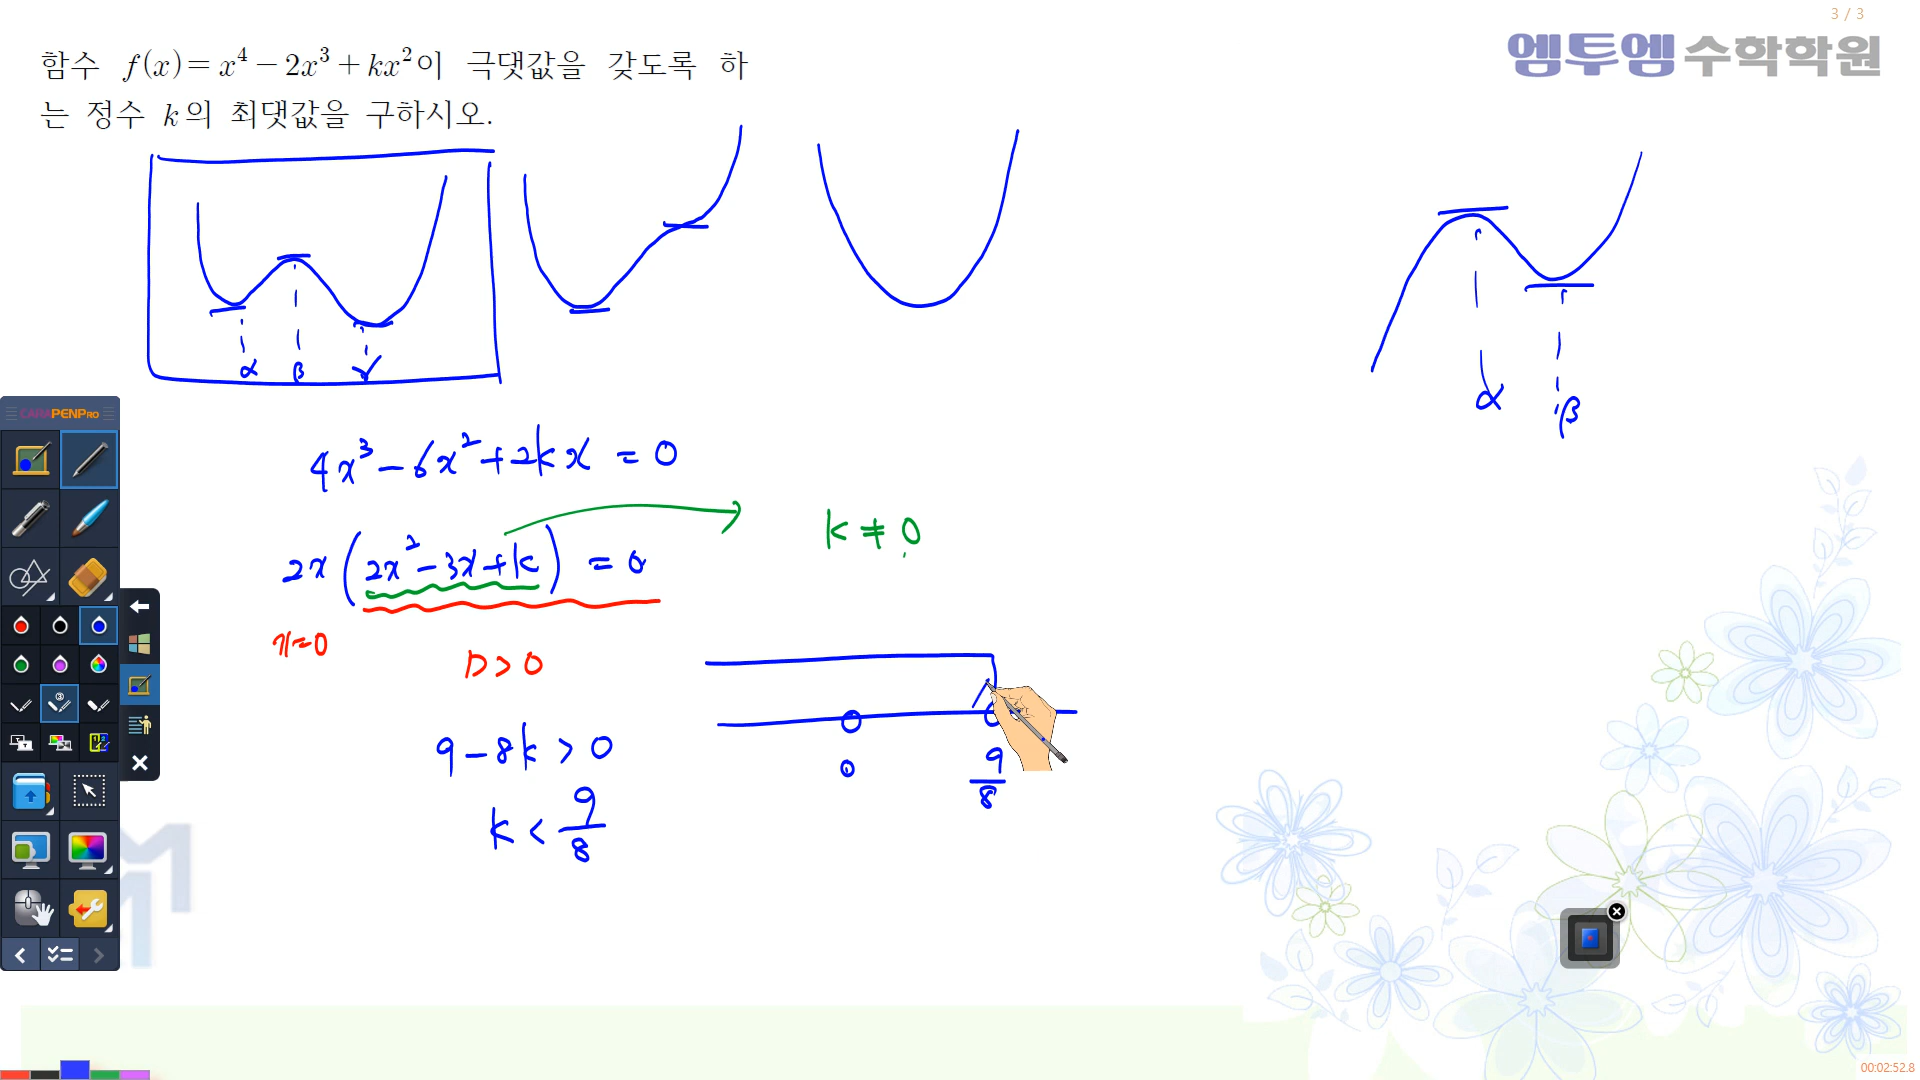 3 / 3
엠투엠 수학학원
함수 f(x)=x⁴−2x³+kx²이 극댓값을 갖도록 하
는 정수 k의 최댓값을 구하시오.
α β γ
α
β
4x³−6x²+2kx=0
k≠0
2x(2x²−3x+k)=0
x=0
D>0
9−8k>0
0
9/8
k<9/8
CARAPENPRO
00:02:52.8